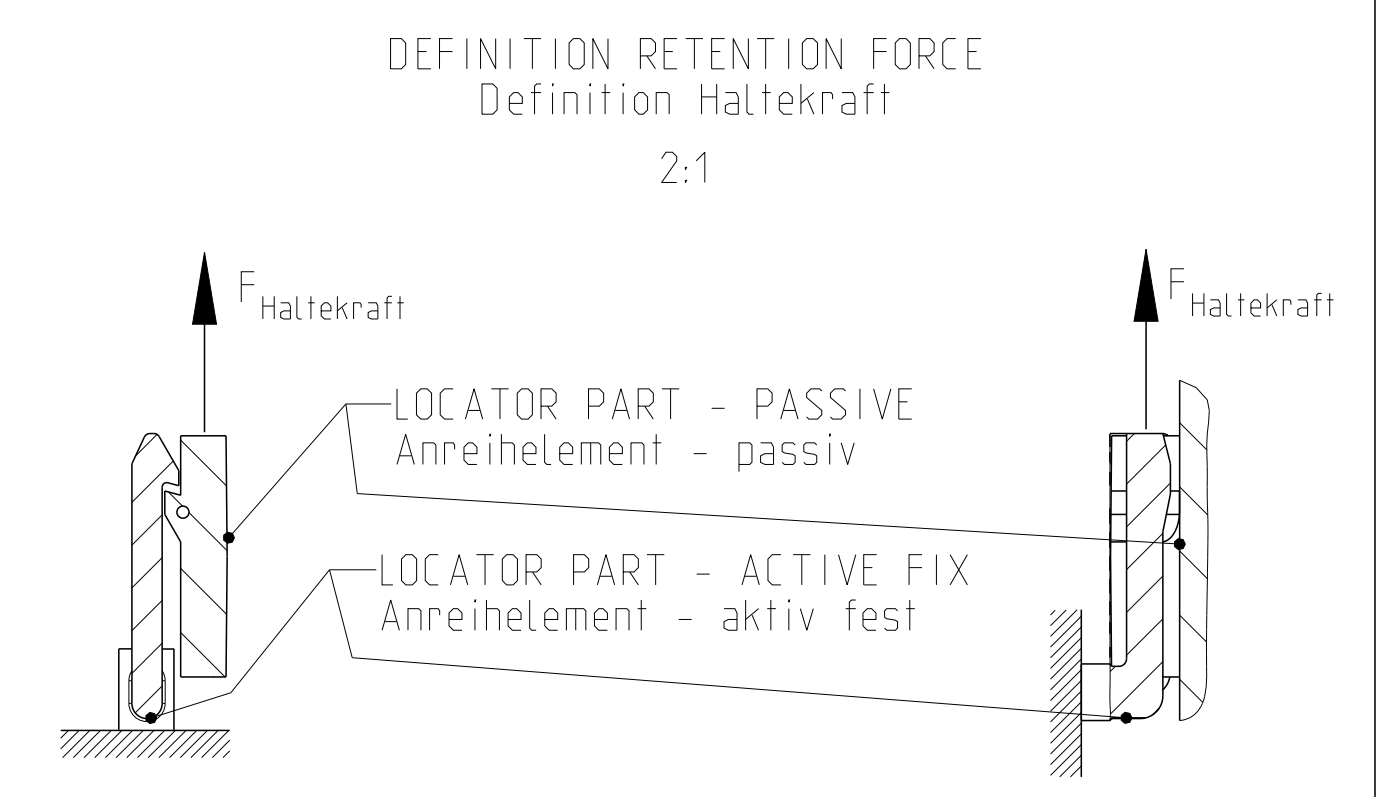 DEFINITION RETENTION FORCE
Definition Haltekraft
2:1
F Haltekraft
F Haltekraft
LOCATOR PART - PASSIVE
Anreihelement - passiv
LOCATOR PART - ACTIVE FIX
Anreihelement - aktiv fest